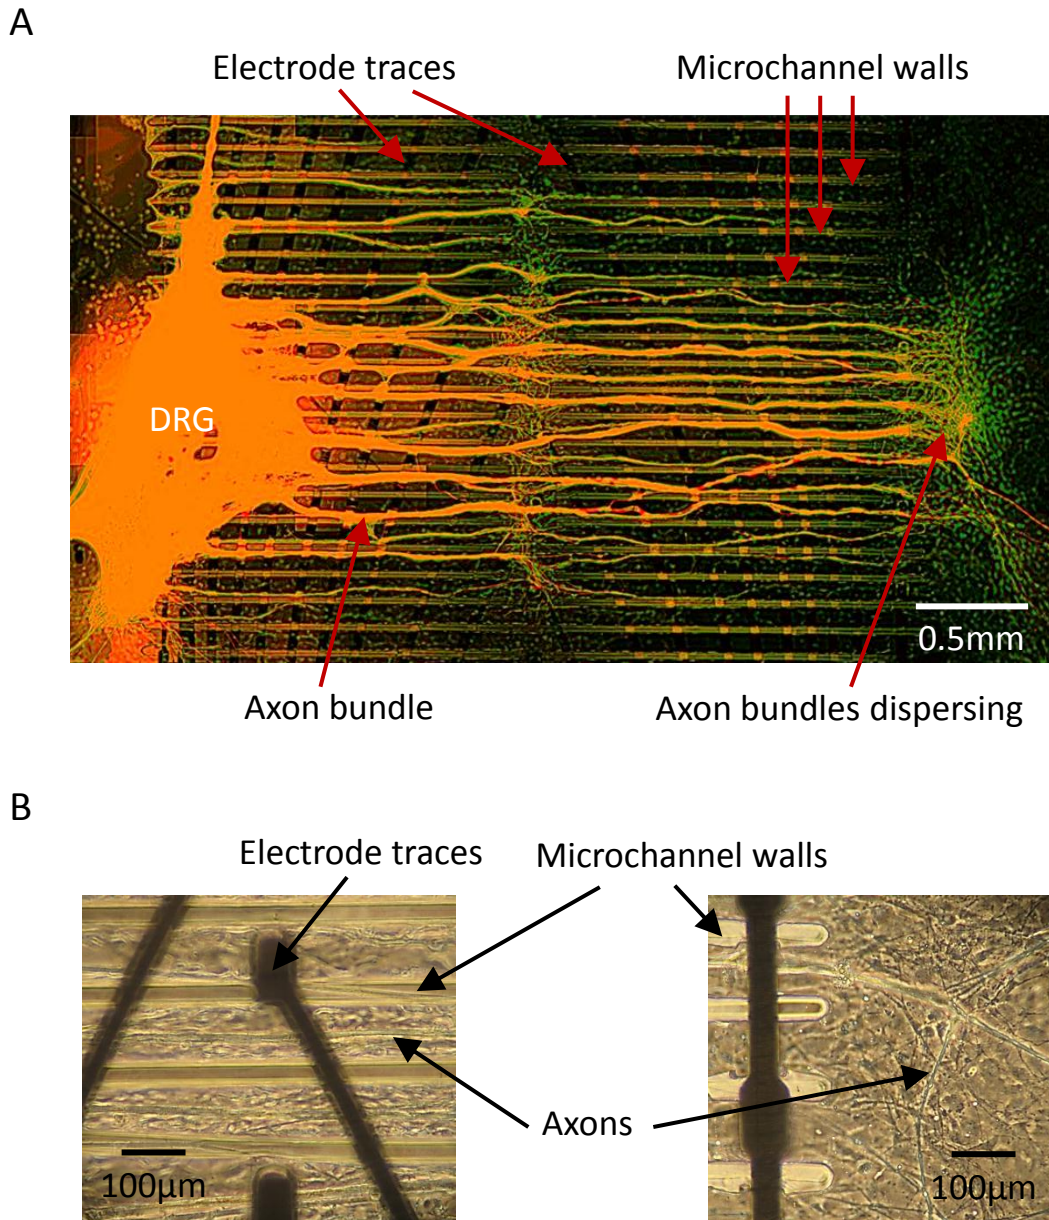 A
Electrode traces
Microchannel walls
DRG
0.5mm
Axon bundle
Axon bundles dispersing
B
Electrode traces
Microchannel walls
Axons
100µm
100µm